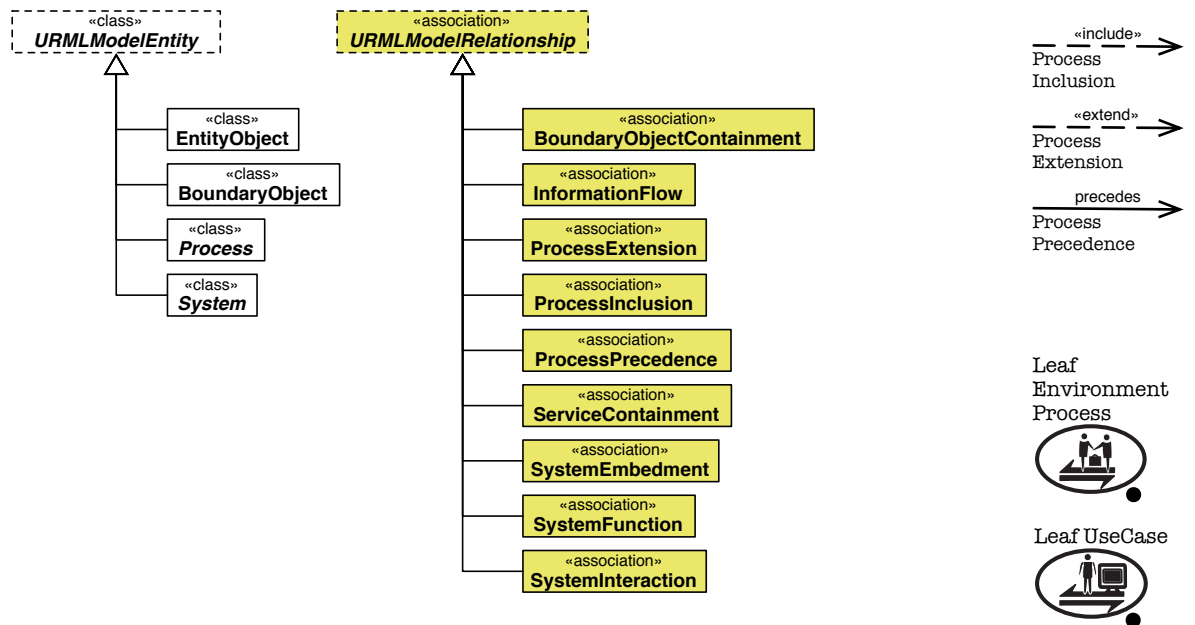 «class»
URMLModelEntity
«class»
EntityObject
«class»
BoundaryObject
«class»
Process
«class»
System
«association»
URMLModelRelationship
«association»
BoundaryObjectContainment
«association»
InformationFlow
«association»
ProcessExtension
«association»
ProcessInclusion
«association»
ProcessPrecedence
«association»
ServiceContainment
«association»
SystemEmbedment
«association»
SystemFunction
«association»
SystemInteraction
«include»
Process
Inclusion
«extend»
Process
Extension
precedes
Process
Precedence
Leaf
Environment
Process
Leaf UseCase